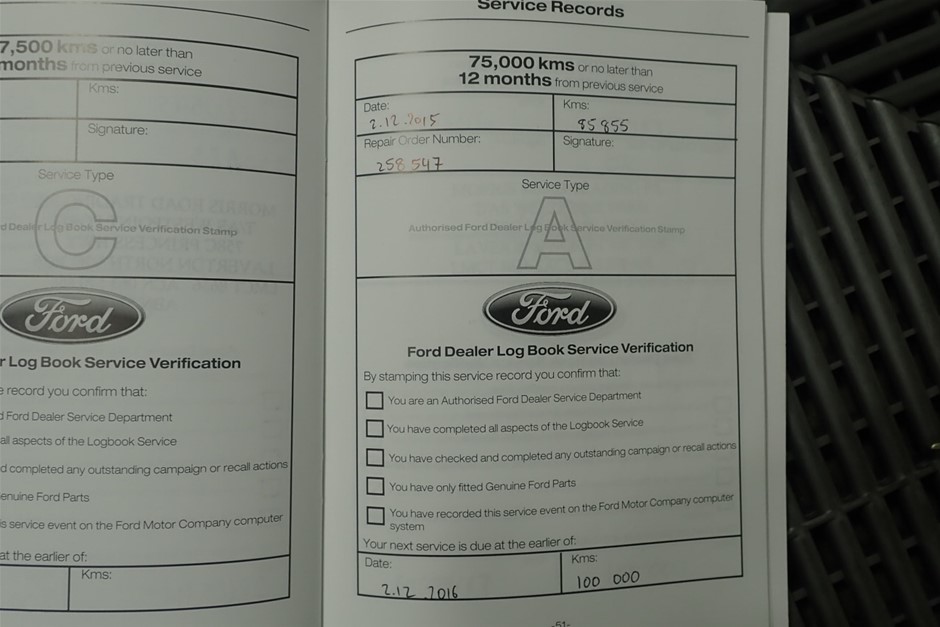 7,500 kms or no later than
months from previous service
Kms:
Signature:
Service Type
C
Dealer Log Book Service Verification Stamp
Ford
Log Book Service Verification
record you confirm that:
Ford Dealer Service Department
all aspects of the Logbook Service
completed any outstanding campaign or recall actions
Genuine Ford Parts
service event on the Ford Motor Company computer
at the earlier of:
Kms:
Service Records
75,000 kms or no later than
12 months from previous service
Date:
2.12.2015
Kms:
85 855
Repair Order Number:
258 547
Signature:
Service Type
A
Authorised Ford Dealer Log Book Service Verification Stamp
Ford
Ford Dealer Log Book Service Verification
By stamping this service record you confirm that:
You are an Authorised Ford Dealer Service Department
You have completed all aspects of the Logbook Service
You have checked and completed any outstanding campaign or recall actions
You have only fitted Genuine Ford Parts
You have recorded this service event on the Ford Motor Company computer
system
Your next service is due at the earlier of:
Date:
2.12 2016
Kms:
100 000
-51-